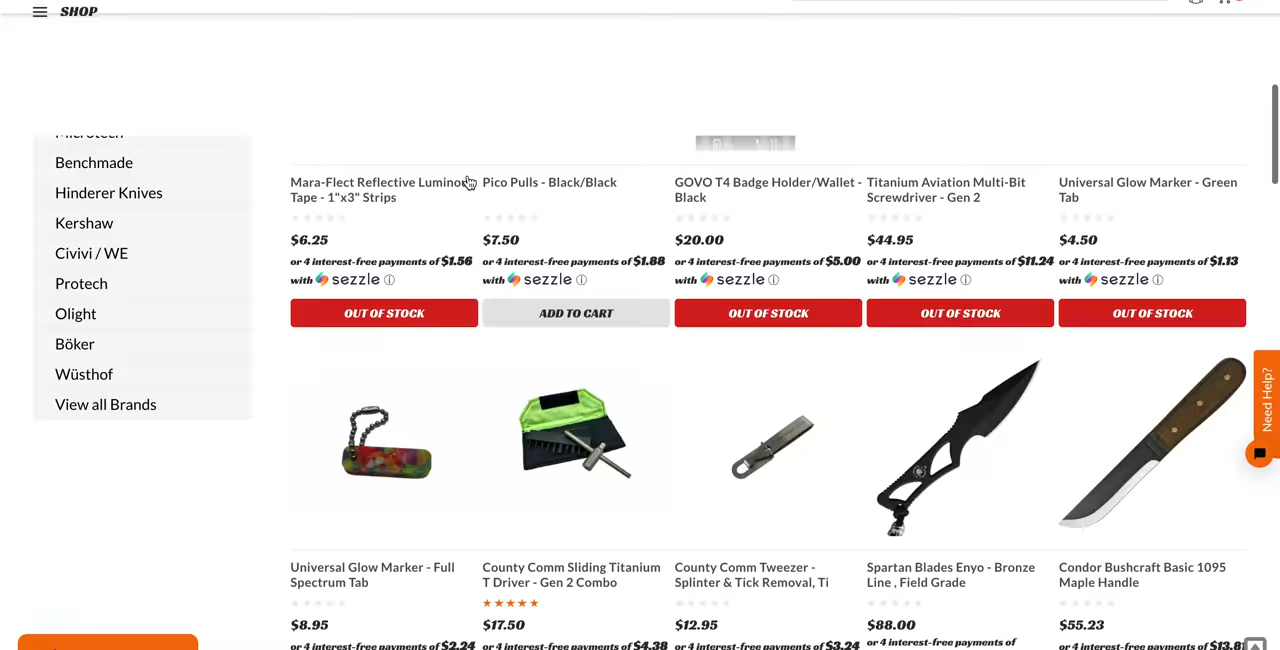 SHOP
Microtech
Benchmade
Hinderer Knives
Kershaw
Civivi / WE
Protech
Olight
Böker
Wüsthof
View all Brands
Mara-Flect Reflective Luminous
Tape - 1"x3" Strips
$6.25
or 4 interest-free payments of $1.56
with sezzle
OUT OF STOCK
Pico Pulls - Black/Black
$7.50
or 4 interest-free payments of $1.88
with sezzle
ADD TO CART
GOVO T4 Badge Holder/Wallet -
Black
$20.00
or 4 interest-free payments of $5.00
with sezzle
OUT OF STOCK
Titanium Aviation Multi-Bit
Screwdriver - Gen 2
$44.95
or 4 interest-free payments of $11.24
with sezzle
OUT OF STOCK
Universal Glow Marker - Green
Tab
$4.50
or 4 interest-free payments of $1.13
with sezzle
OUT OF STOCK
Universal Glow Marker - Full
Spectrum Tab
$8.95
or 4 interest-free payments of $2.24
County Comm Sliding Titanium
T Driver - Gen 2 Combo
$17.50
or 4 interest-free payments of $4.38
County Comm Tweezer -
Splinter & Tick Removal, Ti
$12.95
or 4 interest-free payments of $3.24
Spartan Blades Enyo - Bronze
Line , Field Grade
$88.00
or 4 interest-free payments of
Condor Bushcraft Basic 1095
Maple Handle
$55.23
or 4 interest-free payments of $13.81
Need Help?